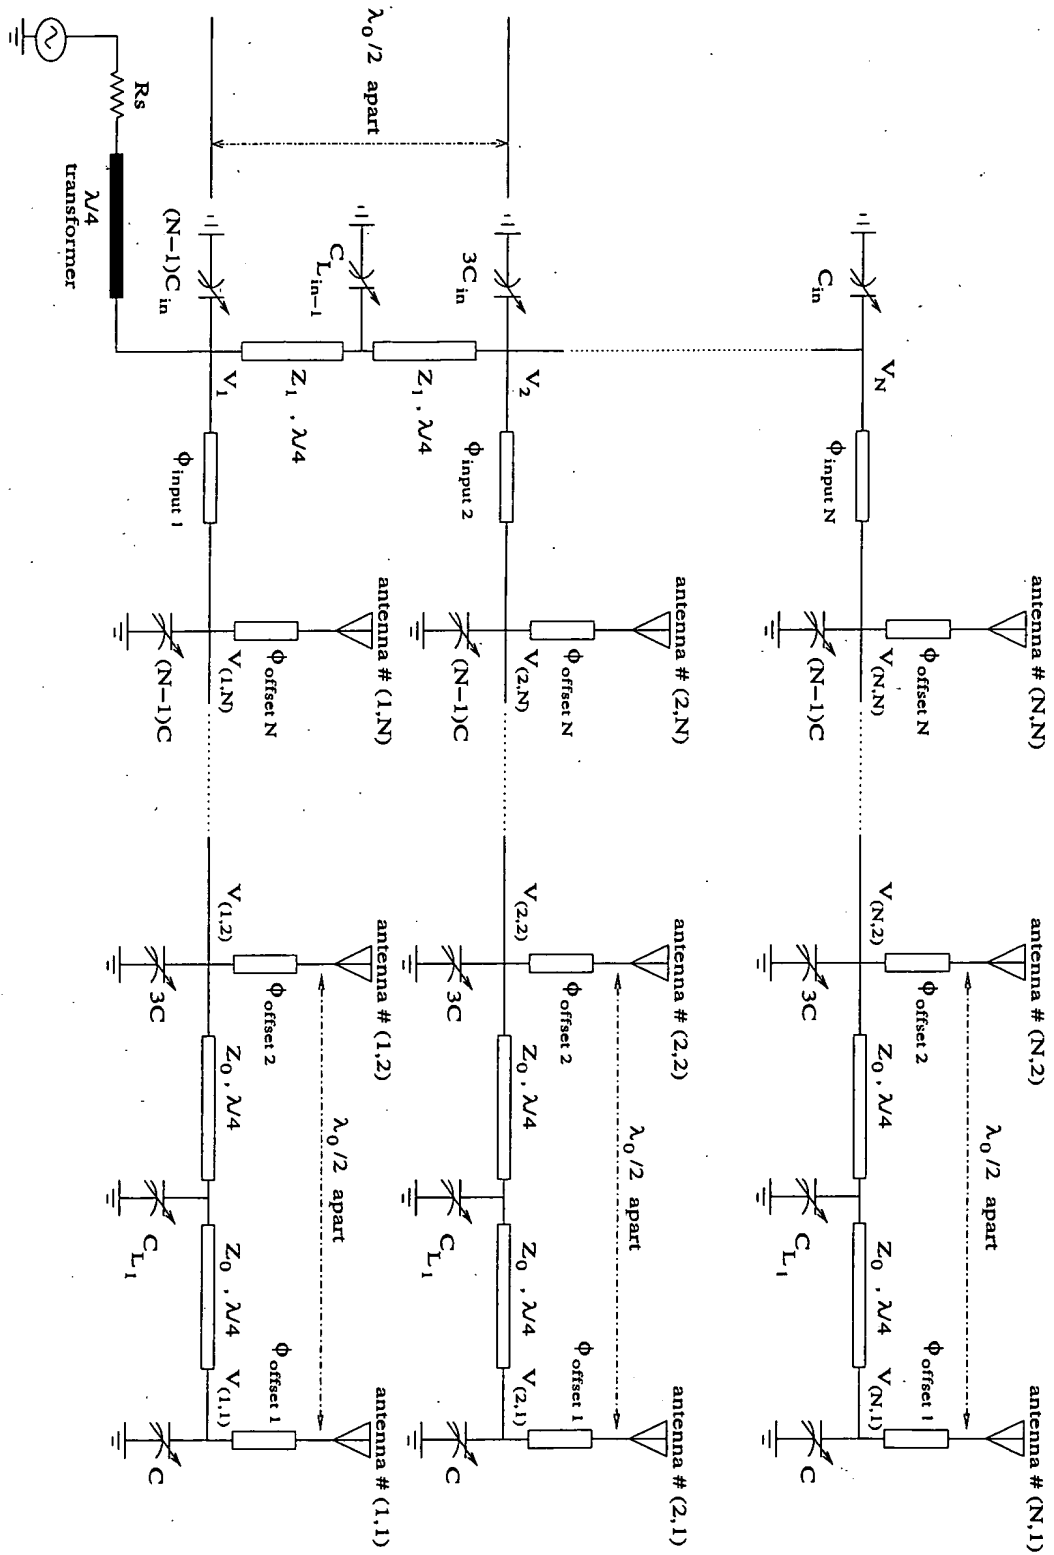 antenna # (N,N)
antenna # (N,2)
antenna # (N,1)
λ0/2 apart
ϕoffset N
ϕoffset 2
ϕoffset 1
VN
V(N,N)
V(N,2)
Z0 , λ/4
Z0 , λ/4
V(N,1)
Cin
ϕinput N
(N−1)C
3C
CL1
C
antenna # (2,N)
antenna # (2,2)
antenna # (2,1)
λ0/2 apart
ϕoffset N
ϕoffset 2
ϕoffset 1
V2
V(2,N)
V(2,2)
Z0 , λ/4
Z0 , λ/4
V(2,1)
3Cin
ϕinput 2
(N−1)C
3C
CL1
C
λ0/2 apart
Z1 , λ/4
CLin−1
Z1 , λ/4
antenna # (1,N)
antenna # (1,2)
antenna # (1,1)
λ0/2 apart
ϕoffset N
ϕoffset 2
ϕoffset 1
V1
V(1,N)
V(1,2)
Z0 , λ/4
Z0 , λ/4
V(1,1)
(N−1)Cin
ϕinput 1
(N−1)C
3C
CL1
C
Rs
λ/4
transformer